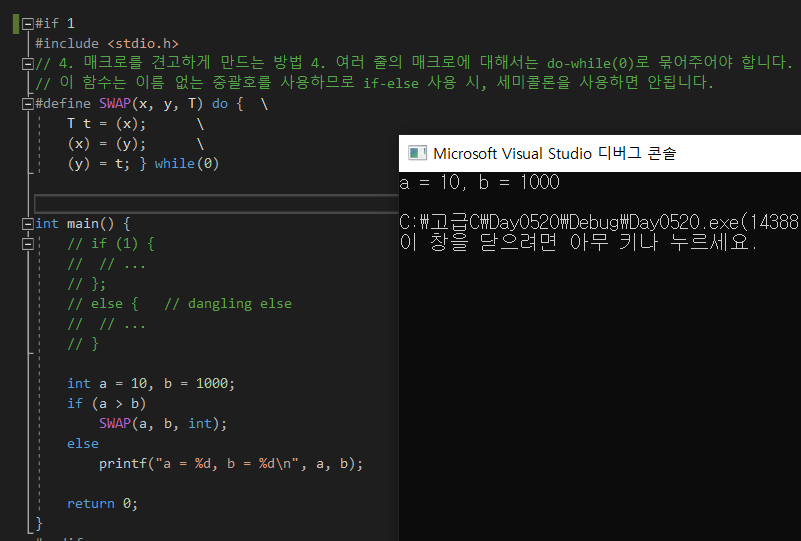 #if 1
#include <stdio.h>
// 4. 매크로를 견고하게 만드는 방법 4. 여러 줄의 매크로에 대해서는 do-while(0)로 묶어주어야 합니다.
// 이 함수는 이름 없는 중괄호를 사용하므로 if-else 사용 시, 세미콜론을 사용하면 안됩니다.
#define SWAP(x, y, T) do {  \
    T t = (x);      \
    (x) = (y);      \
    (y) = t; } while(0)
int main() {
    // if (1) {
    //  // ...
    // };
    // else {   // dangling else
    //  // ...
    // }
    int a = 10, b = 1000;
    if (a > b)
        SWAP(a, b, int);
    else
        printf("a = %d, b = %d\n", a, b);
    return 0;
}
Microsoft Visual Studio 디버그 콘솔
a = 10, b = 1000
C:\고급C\Day0520\Debug\Day0520.exe(14388
이 창을 닫으려면 아무 키나 누르세요.